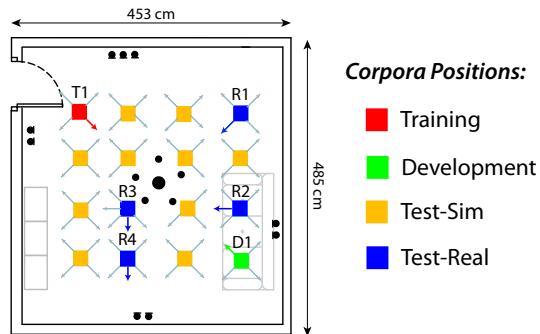 453 cm
T1
R1
R3
R2
R4
D1
485 cm
Corpora Positions:
Training
Development
Test-Sim
Test-Real